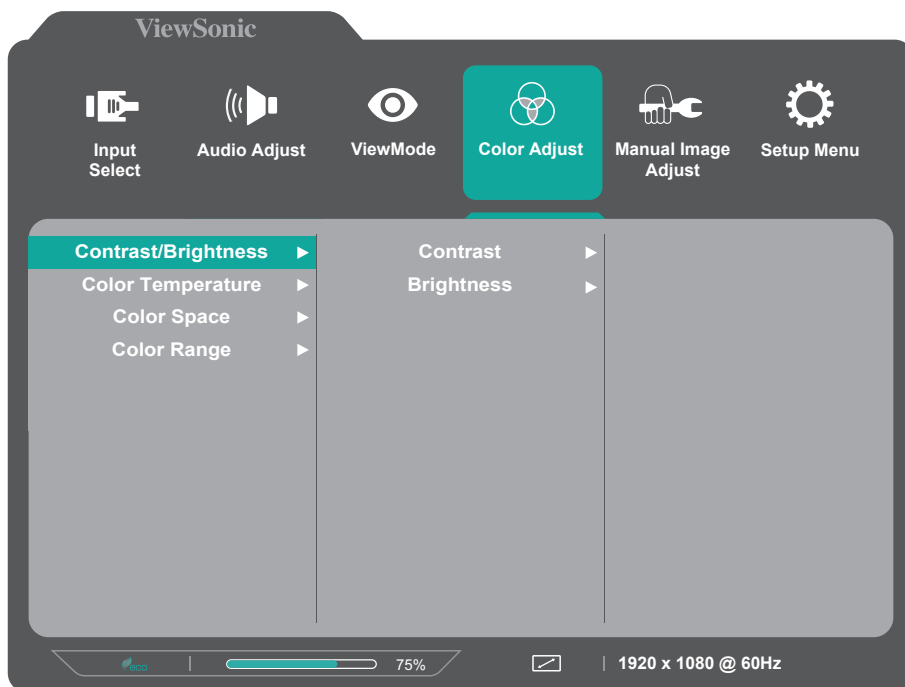 ViewSonic
Input
Select
Audio Adjust
ViewMode
Color Adjust
Manual Image
Adjust
Setup Menu
Contrast/Brightness
Color Temperature
Color Space
Color Range
Contrast
Brightness
eco
75%
1920 x 1080 @ 60Hz